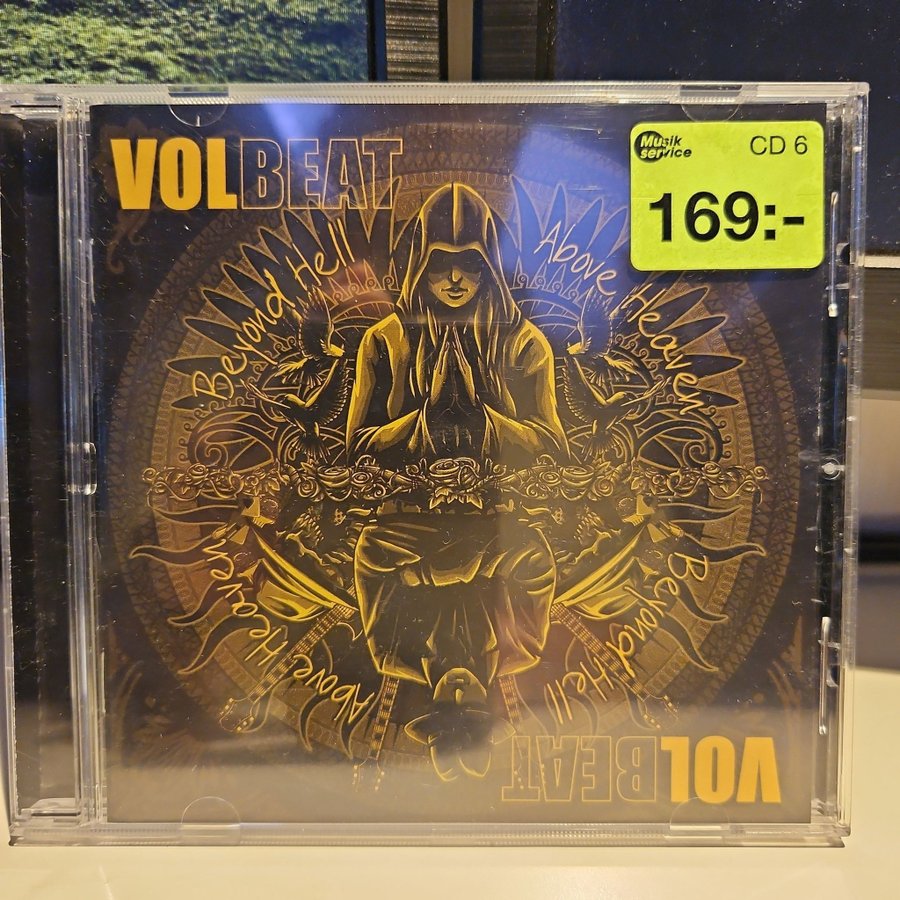 VOLBEAT
Musik
service
CD 6
169:-
Beyond Hell
Above Heaven
Above Heaven
Beyond Hell
VOLBEAT